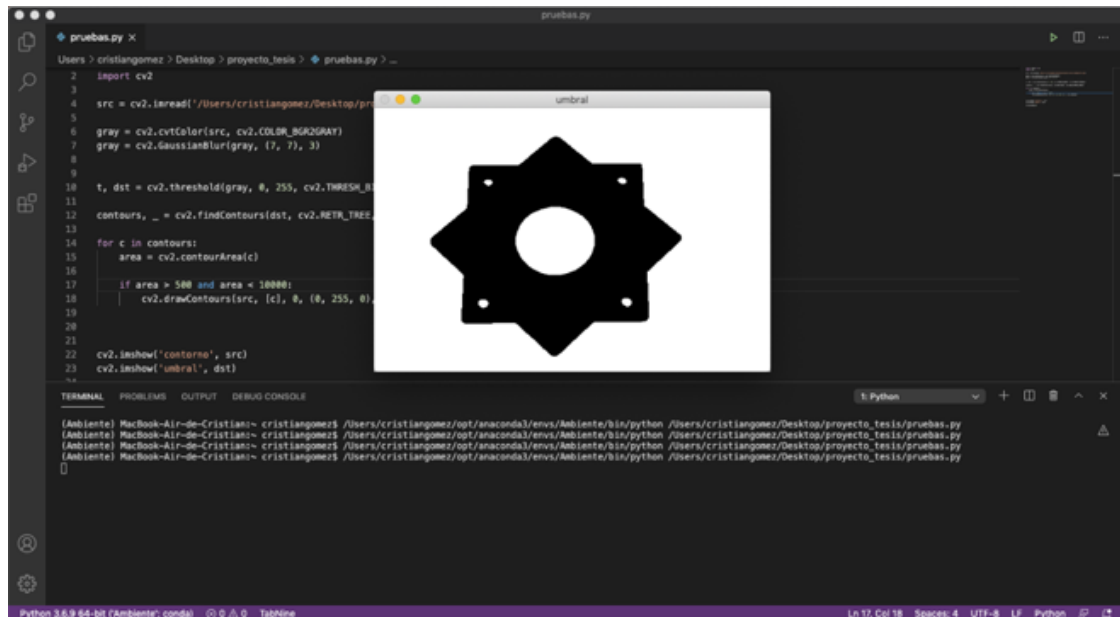 pruebas.py
pruebas.py ×
Users > cristiangomez > Desktop > proyecto_tesis > pruebas.py > ...
2 import cv2
3
4 src = cv2.imread('/Users/cristiangomez/Desktop/pr
5
6 gray = cv2.cvtColor(src, cv2.COLOR_BGR2GRAY)
7 gray = cv2.GaussianBlur(gray, (7, 7), 3)
8
9
10 t, dst = cv2.threshold(gray, 0, 255, cv2.THRESH_B
11
12 contours, _ = cv2.findContours(dst, cv2.RETR_TREE,
13
14 for c in contours:
15 area = cv2.contourArea(c)
16
17 if area > 500 and area < 10000:
18 cv2.drawContours(src, [c], 0, (0, 255, 0),
19
20
21
22 cv2.imshow('contorno', src)
23 cv2.imshow('umbral', dst)
umbral
TERMINAL PROBLEMS OUTPUT DEBUG CONSOLE 1: Python
(Ambiente) MacBook-Air-de-Cristian:~ cristiangomez$ /Users/cristiangomez/opt/anaconda3/envs/Ambiente/bin/python /Users/cristiangomez/Desktop/proyecto_tesis/pruebas.py
(Ambiente) MacBook-Air-de-Cristian:~ cristiangomez$ /Users/cristiangomez/opt/anaconda3/envs/Ambiente/bin/python /Users/cristiangomez/Desktop/proyecto_tesis/pruebas.py
(Ambiente) MacBook-Air-de-Cristian:~ cristiangomez$ /Users/cristiangomez/opt/anaconda3/envs/Ambiente/bin/python /Users/cristiangomez/Desktop/proyecto_tesis/pruebas.py
(Ambiente) MacBook-Air-de-Cristian:~ cristiangomez$ /Users/cristiangomez/opt/anaconda3/envs/Ambiente/bin/python /Users/cristiangomez/Desktop/proyecto_tesis/pruebas.py
Python 3.6.9 64-bit ('Ambiente': conda) 0 0 TabNine Ln 17, Col 18 Spaces: 4 UTF-8 LF Python